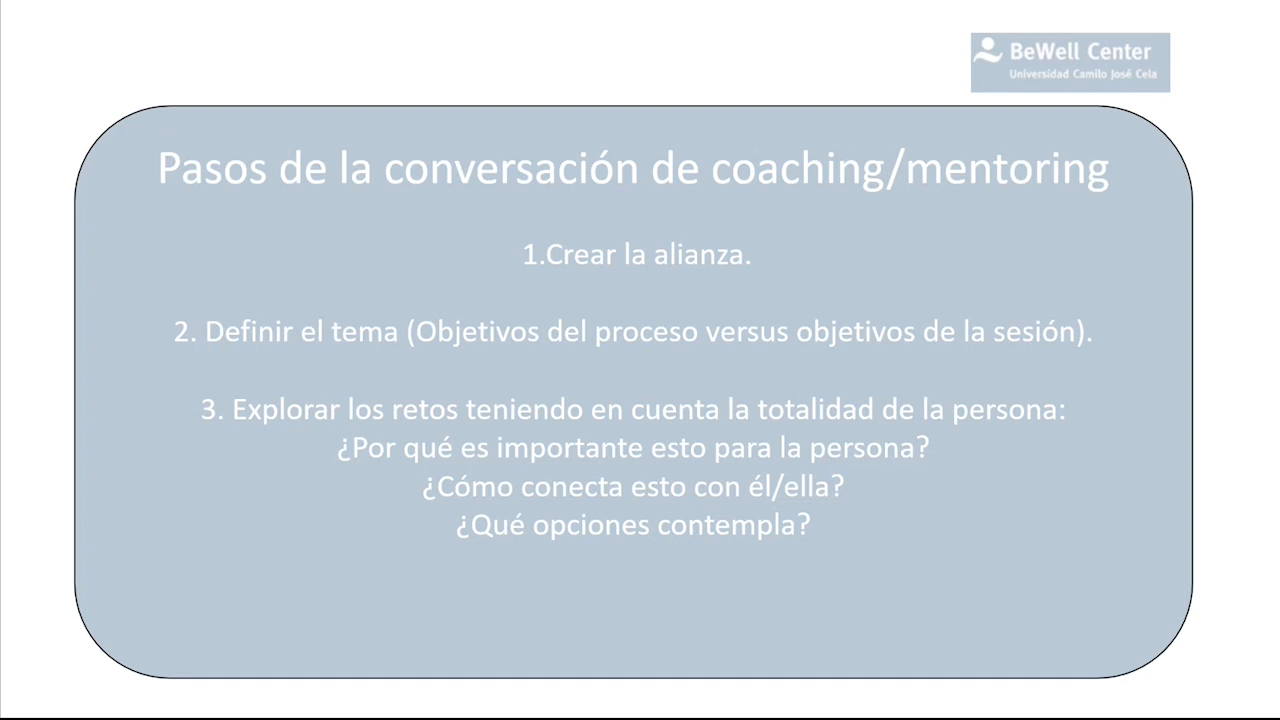 BeWell Center
Universidad Camilo José Cela
Pasos de la conversación de coaching/mentoring
1.Crear la alianza.
2. Definir el tema (Objetivos del proceso versus objetivos de la sesión).
3. Explorar los retos teniendo en cuenta la totalidad de la persona:
¿Por qué es importante esto para la persona?
¿Cómo conecta esto con él/ella?
¿Qué opciones contempla?